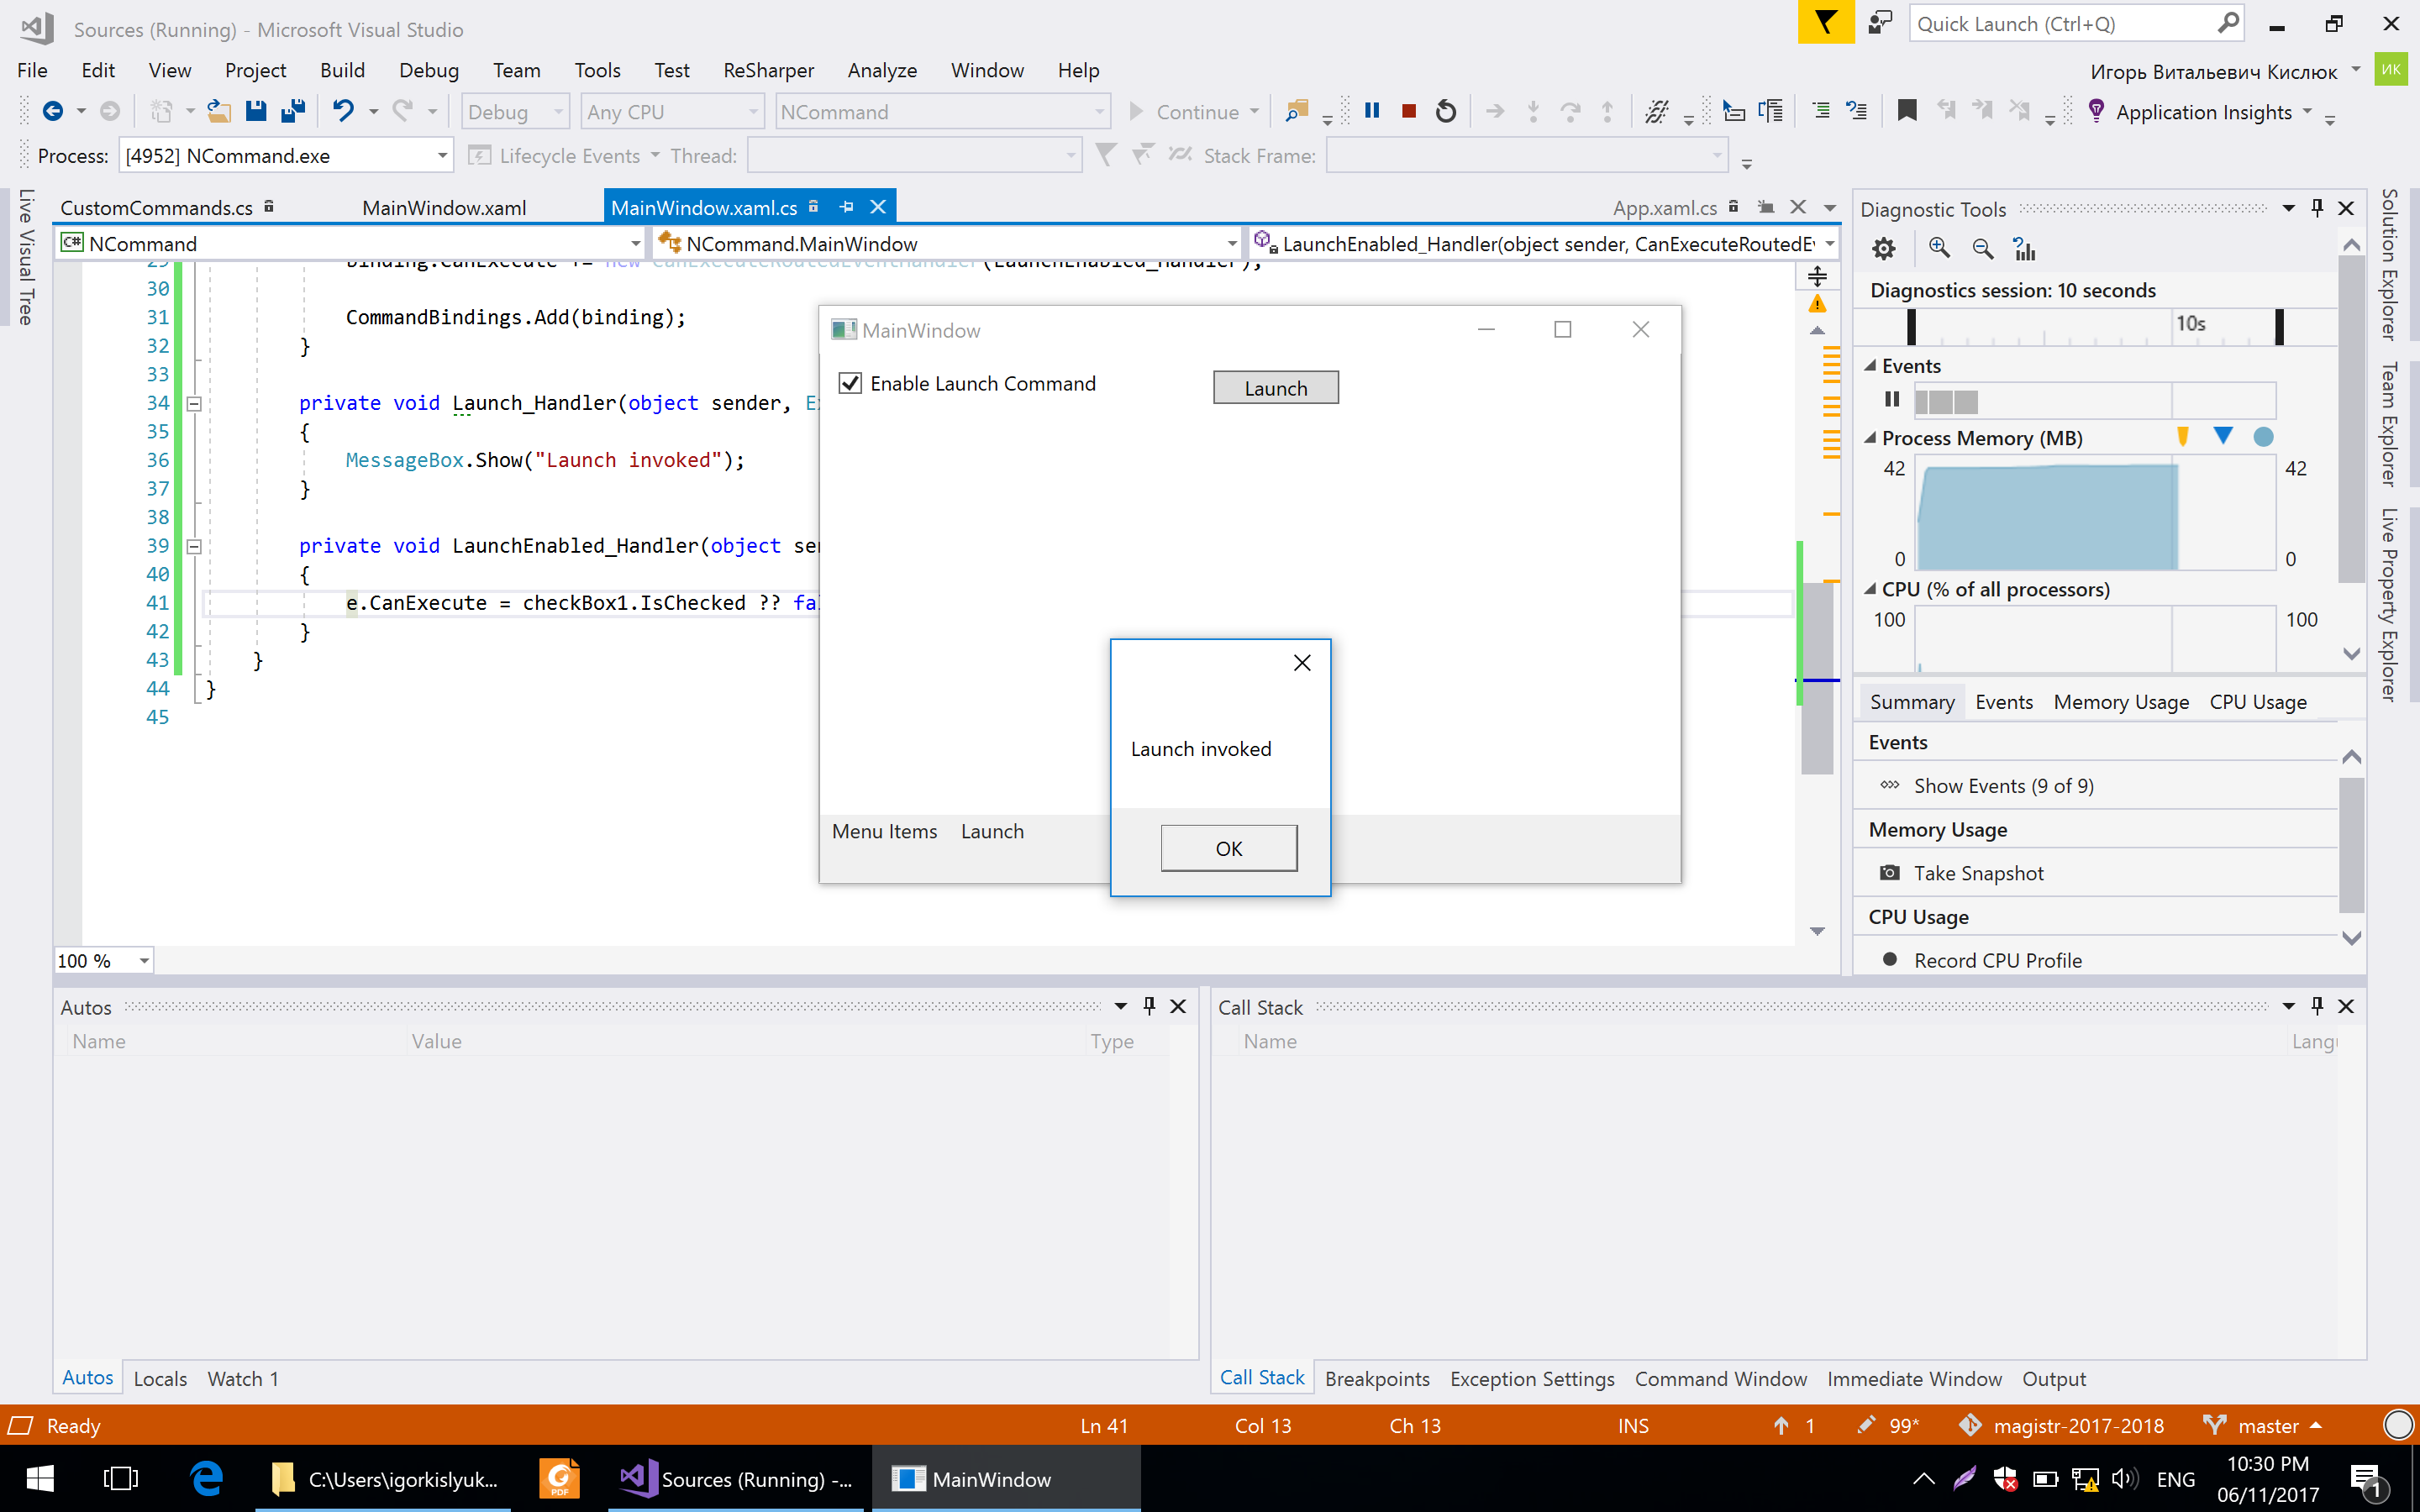 Sources (Running) - Microsoft Visual Studio
Quick Launch (Ctrl+Q)
File Edit View Project Build Debug Team Tools Test ReSharper Analyze Window Help
Игорь Витальевич Кислюк
ИК
Debug Any CPU NCommand Continue Application Insights
Process: [4952] NCommand.exe Lifecycle Events Thread: Stack Frame:
Live Visual Tree
CustomCommands.cs MainWindow.xaml MainWindow.xaml.cs App.xaml.cs
NCommand NCommand.MainWindow LaunchEnabled_Handler(object sender, CanExecuteRoutedEv
29 binding.CanExecute += new CanExecuteRoutedEventHandler(LaunchEnabled_Handler);
30
31 CommandBindings.Add(binding);
32 }
33
34 private void Launch_Handler(object sender, Ex
35 {
36 MessageBox.Show("Launch invoked");
37 }
38
39 private void LaunchEnabled_Handler(object sen
40 {
41 e.CanExecute = checkBox1.IsChecked ?? fal
42 }
43 }
44 }
45
100 %
MainWindow
Enable Launch Command Launch
Launch invoked
OK
Menu Items Launch
Diagnostic Tools
Diagnostics session: 10 seconds
10s
Events
Process Memory (MB)
42 42
0 0
CPU (% of all processors)
100 100
Summary Events Memory Usage CPU Usage
Events
Show Events (9 of 9)
Memory Usage
Take Snapshot
CPU Usage
Record CPU Profile
Solution Explorer
Team Explorer
Live Property Explorer
Autos
Name Value Type
Autos Locals Watch 1
Call Stack
Name Langu
Call Stack Breakpoints Exception Settings Command Window Immediate Window Output
Ready Ln 41 Col 13 Ch 13 INS 1 99* magistr-2017-2018 master
C:\Users\igorkislyuk... PDF Sources (Running) -... MainWindow
ENG
10:30 PM
06/11/2017
1